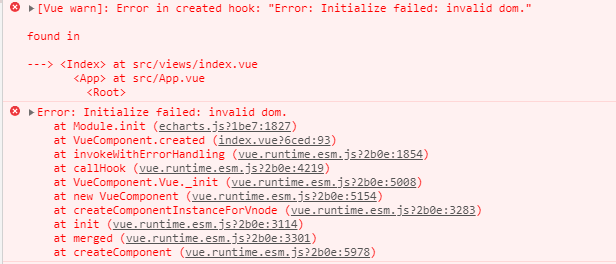 [Vue warn]: Error in created hook: "Error: Initialize failed: invalid dom."
found in
---> <Index> at src/views/index.vue
<App> at src/App.vue
<Root>
Error: Initialize failed: invalid dom.
at Module.init (echarts.js?1be7:1827)
at VueComponent.created (index.vue?6ced:93)
at invokeWithErrorHandling (vue.runtime.esm.js?2b0e:1854)
at callHook (vue.runtime.esm.js?2b0e:4219)
at VueComponent.Vue._init (vue.runtime.esm.js?2b0e:5008)
at new VueComponent (vue.runtime.esm.js?2b0e:5154)
at createComponentInstanceForVnode (vue.runtime.esm.js?2b0e:3283)
at init (vue.runtime.esm.js?2b0e:3114)
at merged (vue.runtime.esm.js?2b0e:3301)
at createComponent (vue.runtime.esm.js?2b0e:5978)